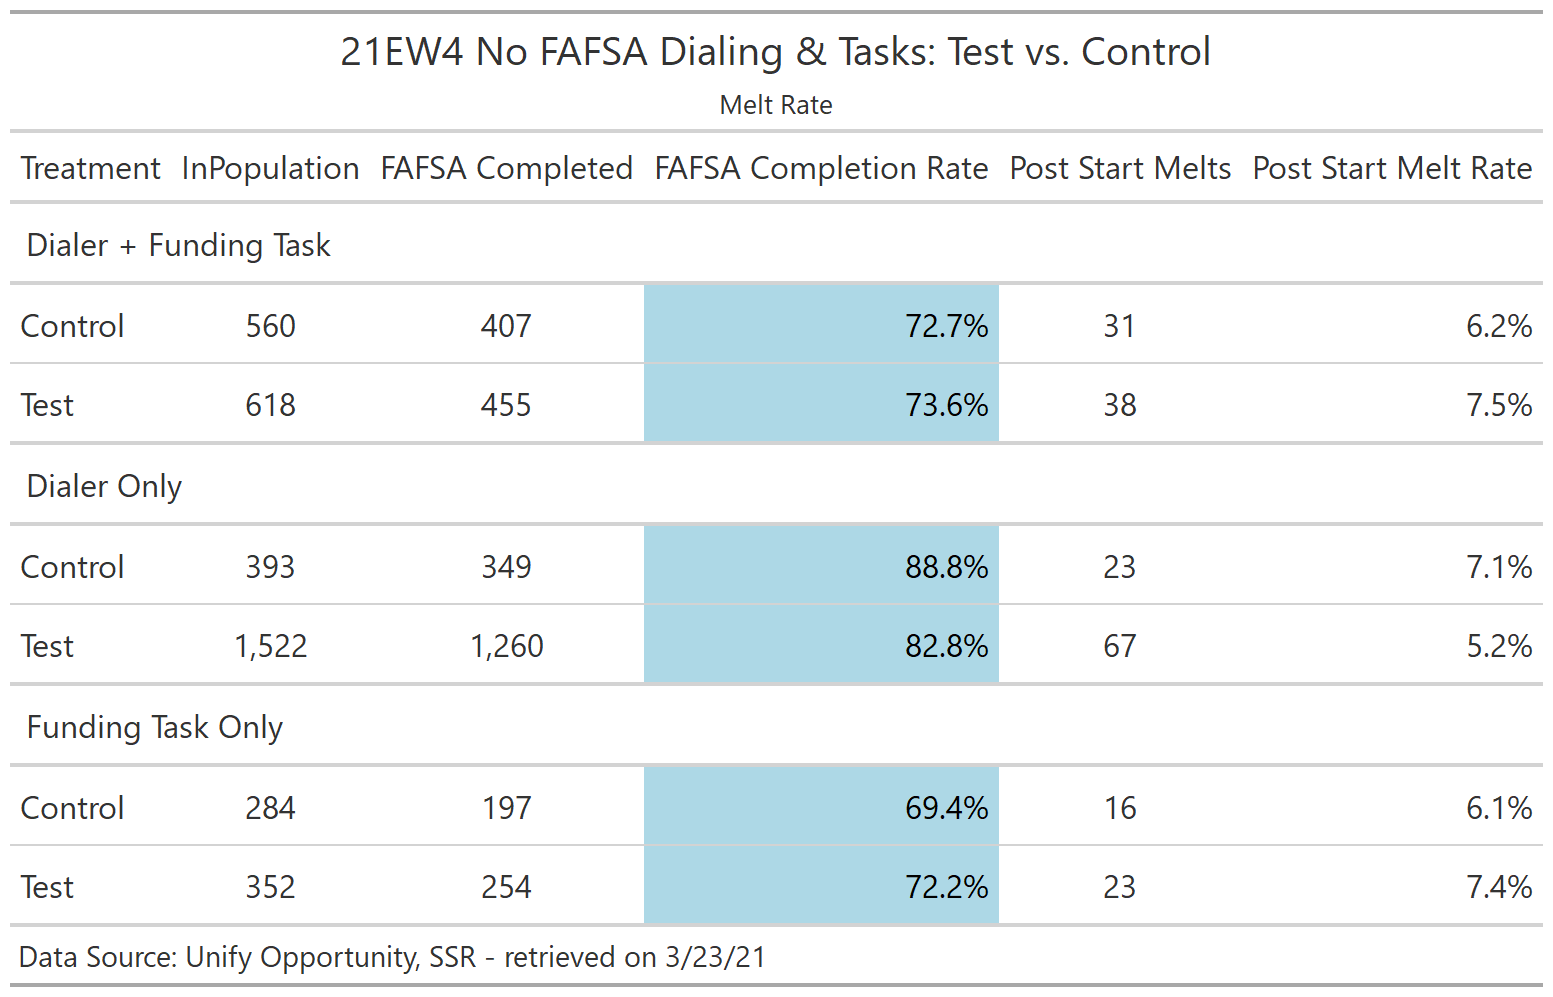 21EW4 No FAFSA Dialing & Tasks: Test vs. Control
Melt Rate
Treatment InPopulation FAFSA Completed FAFSA Completion Rate Post Start Melts Post Start Melt Rate
Dialer + Funding Task
Control 560 407 72.7% 31 6.2%
Test 618 455 73.6% 38 7.5%
Dialer Only
Control 393 349 88.8% 23 7.1%
Test 1,522 1,260 82.8% 67 5.2%
Funding Task Only
Control 284 197 69.4% 16 6.1%
Test 352 254 72.2% 23 7.4%
Data Source: Unify Opportunity, SSR - retrieved on 3/23/21